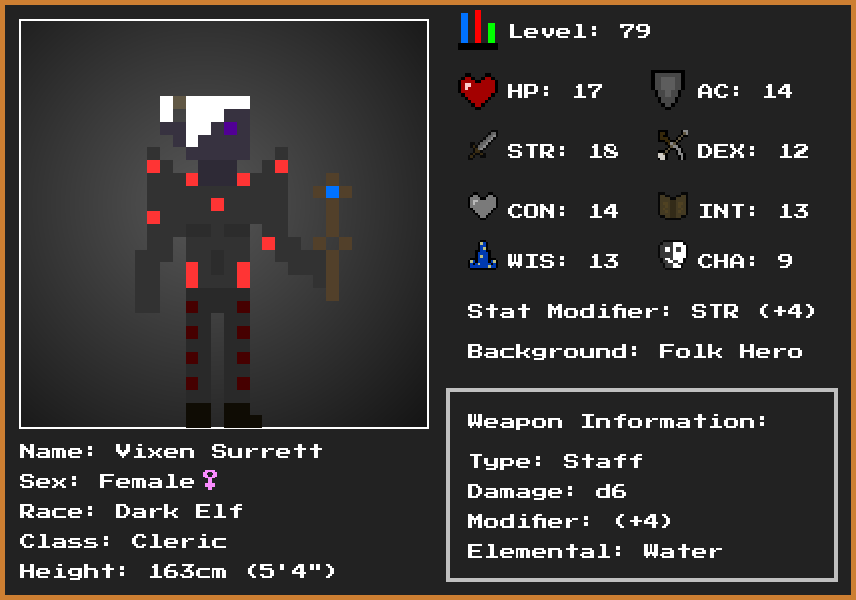 Level: 79
HP: 17 AC: 14
STR: 18 DEX: 12
CON: 14 INT: 13
WIS: 13 CHA: 9
Stat Modifier: STR (+4)
Background: Folk Hero
Weapon Information:
Type: Staff
Damage: d6
Modifier: (+4)
Elemental: Water
Name: Vixen Surrett
Sex: Female♀
Race: Dark Elf
Class: Cleric
Height: 163cm (5'4")